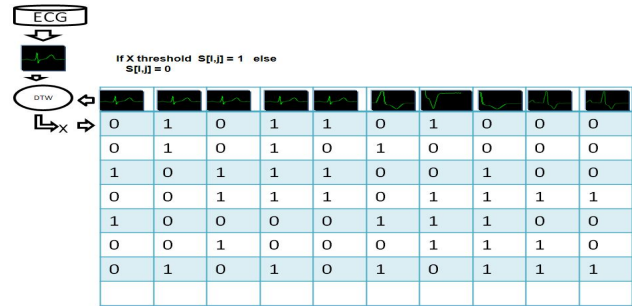 ECG
If X threshold S[I,j] = 1 else
S[I,j] = 0
DTW
X
0 1 0 1 1 0 1 0 0 0
0 1 0 1 0 1 0 0 0 0
1 0 1 1 1 0 0 1 0 0
0 0 1 1 1 0 1 1 1 1
1 0 0 0 0 1 1 1 0 0
0 0 1 0 0 0 1 1 1 0
0 1 0 1 0 1 0 1 1 1